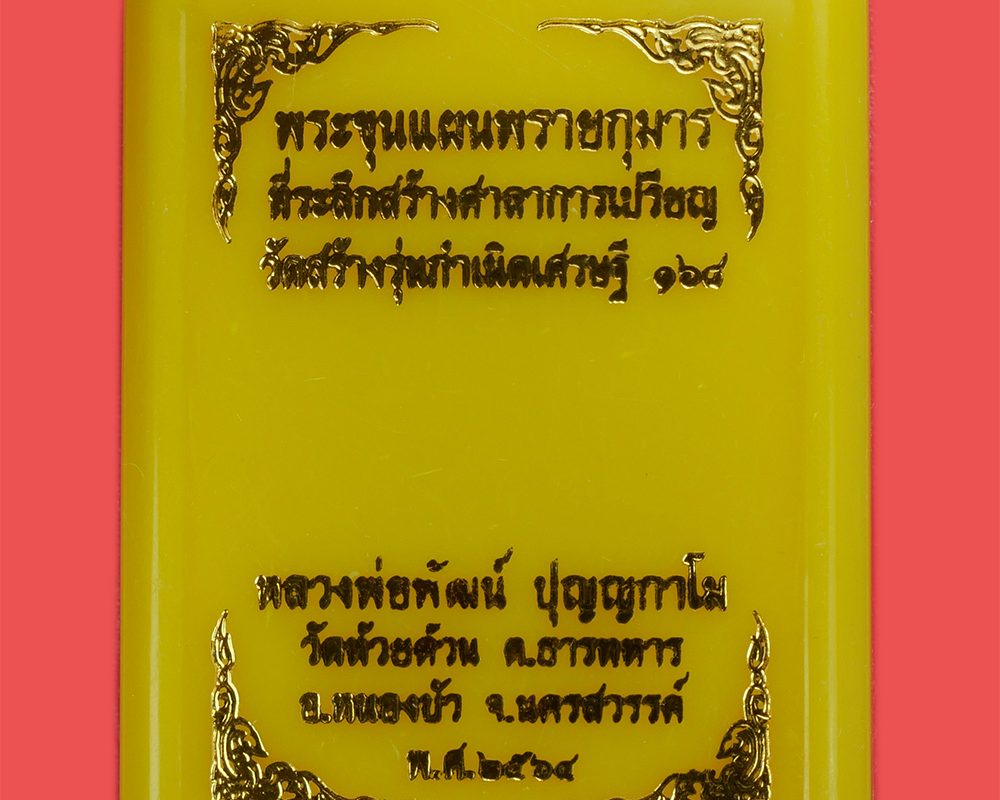 พระขุนแผนพรายกุมาร
ที่ระลึกสร้างศาลาการเปรียญ
วัดสร้างรุ่นกำเนิดเศรษฐี ๑๖๘
หลวงพ่อพัฒน์ ปุญญกาโม
วัดห้วยด้วน ต.ธารทหาร
อ.หนองบัว จ.นครสวรรค์
พ.ศ.๒๕๖๔